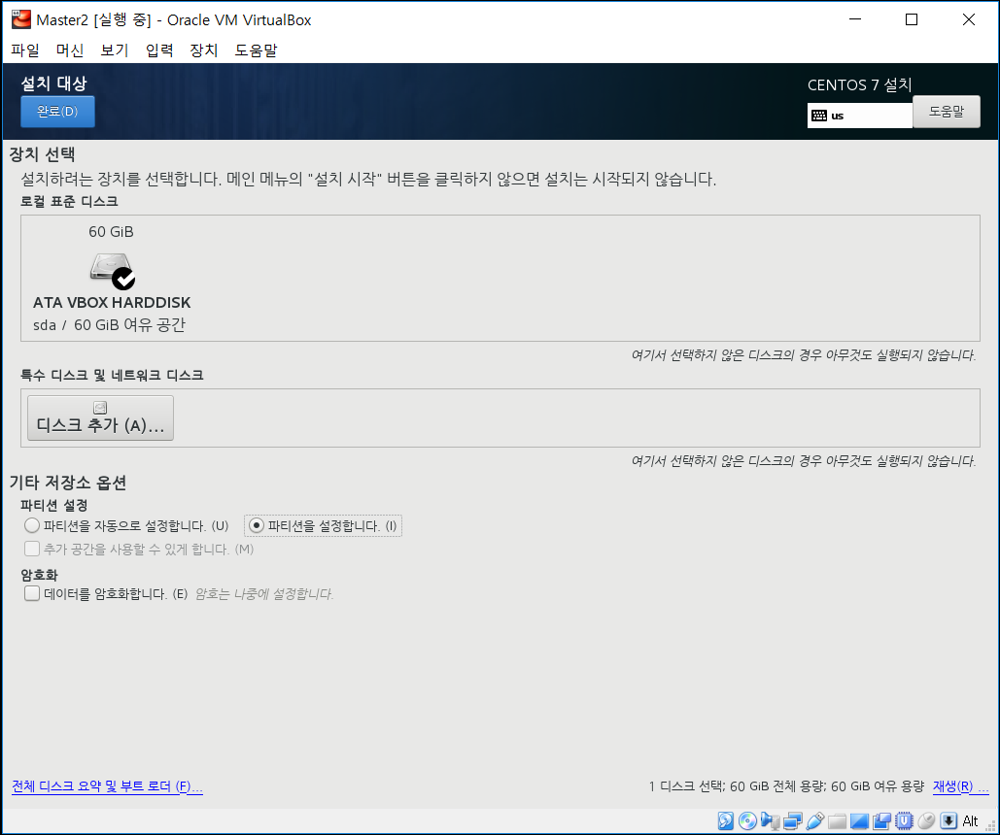 Master2 [실행 중] - Oracle VM VirtualBox
파일 머신 보기 입력 장치 도움말
설치 대상
CENTOS 7 설치
완료(D)
us
도움말
장치 선택
설치하려는 장치를 선택합니다. 메인 메뉴의 "설치 시작" 버튼을 클릭하지 않으면 설치는 시작되지 않습니다.
로컬 표준 디스크
60 GiB
ATA VBOX HARDDISK
sda / 60 GiB 여유 공간
여기서 선택하지 않은 디스크의 경우 아무것도 실행되지 않습니다.
특수 디스크 및 네트워크 디스크
디스크 추가 (A)...
여기서 선택하지 않은 디스크의 경우 아무것도 실행되지 않습니다.
기타 저장소 옵션
파티션 설정
파티션을 자동으로 설정합니다. (U) 파티션을 설정합니다. (I)
추가 공간을 사용할 수 있게 합니다. (M)
암호화
데이터를 암호화합니다. (E) 암호는 나중에 설정합니다.
전체 디스크 요약 및 부트 로더 (F)... 1 디스크 선택; 60 GiB 전체 용량; 60 GiB 여유 용량 재생(R) ...
Alt